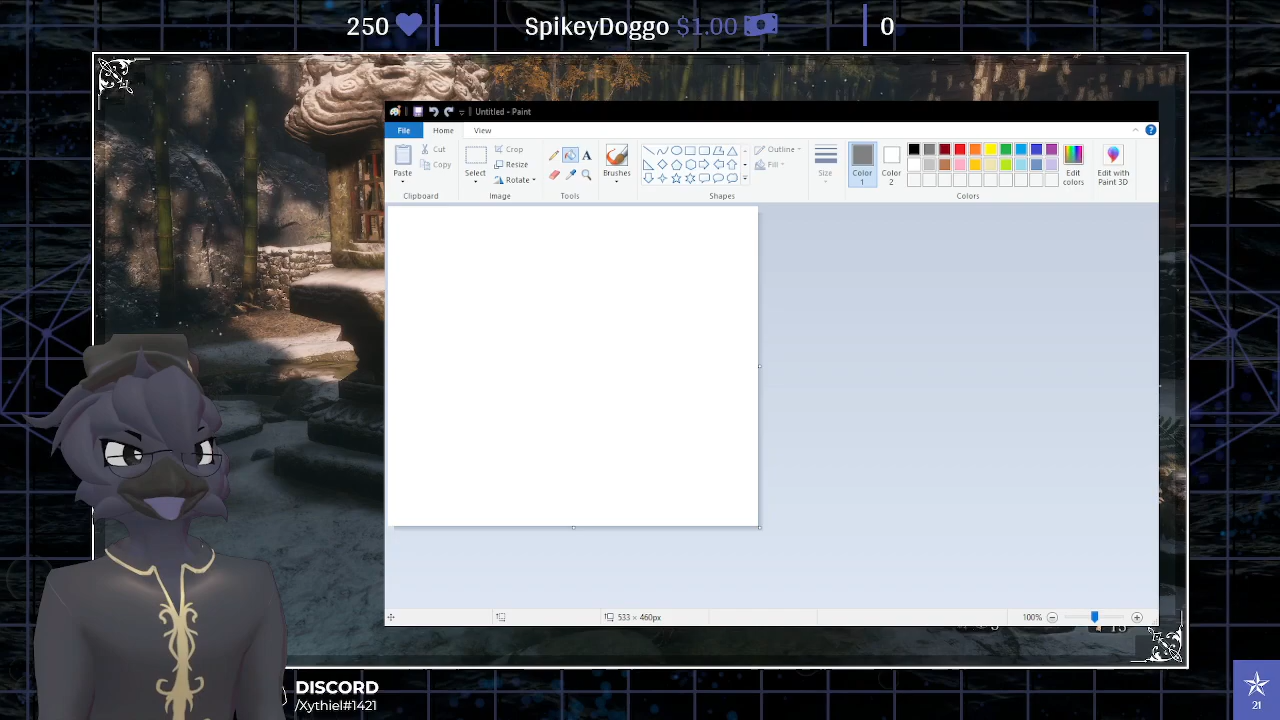 250
SpikeyDoggo $1.00
0
Untitled - Paint
File Home View
Cut
Copy
Paste
Clipboard
Crop
Resize
Rotate
Select
Image
A
Tools
Brushes
Shapes
Outline
Fill
Size
Color 1
Color 2
Edit colors
Colors
Edit with Paint 3D
533 × 460px
100%
DISCORD
/Xythiel#1421
21